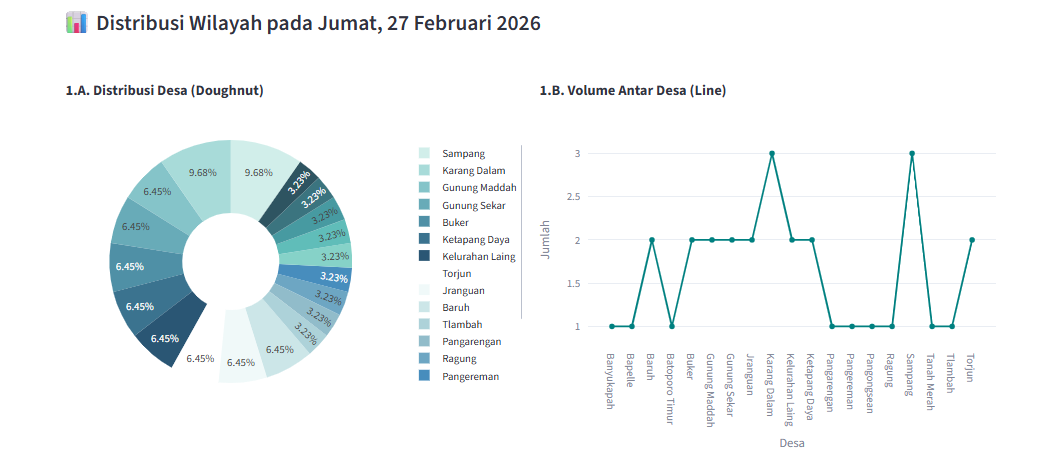 Distribusi Wilayah pada Jumat, 27 Februari 2026
1.A. Distribusi Desa (Doughnut)
9.68%
9.68%
6.45%
6.45%
6.45%
6.45%
6.45%
6.45%
6.45%
6.45%
3.23%
3.23%
3.23%
3.23%
3.23%
3.23%
3.23%
3.23%
3.23%
Sampang
Karang Dalam
Gunung Maddah
Gunung Sekar
Buker
Ketapang Daya
Kelurahan Laing
Torjun
Jranguan
Baruh
Tlambah
Pangarengan
Ragung
Pangereman
1.B. Volume Antar Desa (Line)
Jumlah
3
2.5
2
1.5
1
Banyukapah
Bapelle
Baruh
Batoporo Timur
Buker
Gunung Maddah
Gunung Sekar
Jranguan
Karang Dalam
Kelurahan Laing
Ketapang Daya
Pangarengan
Pangereman
Pangongsean
Ragung
Sampang
Tanah Merah
Tlambah
Torjun
Desa